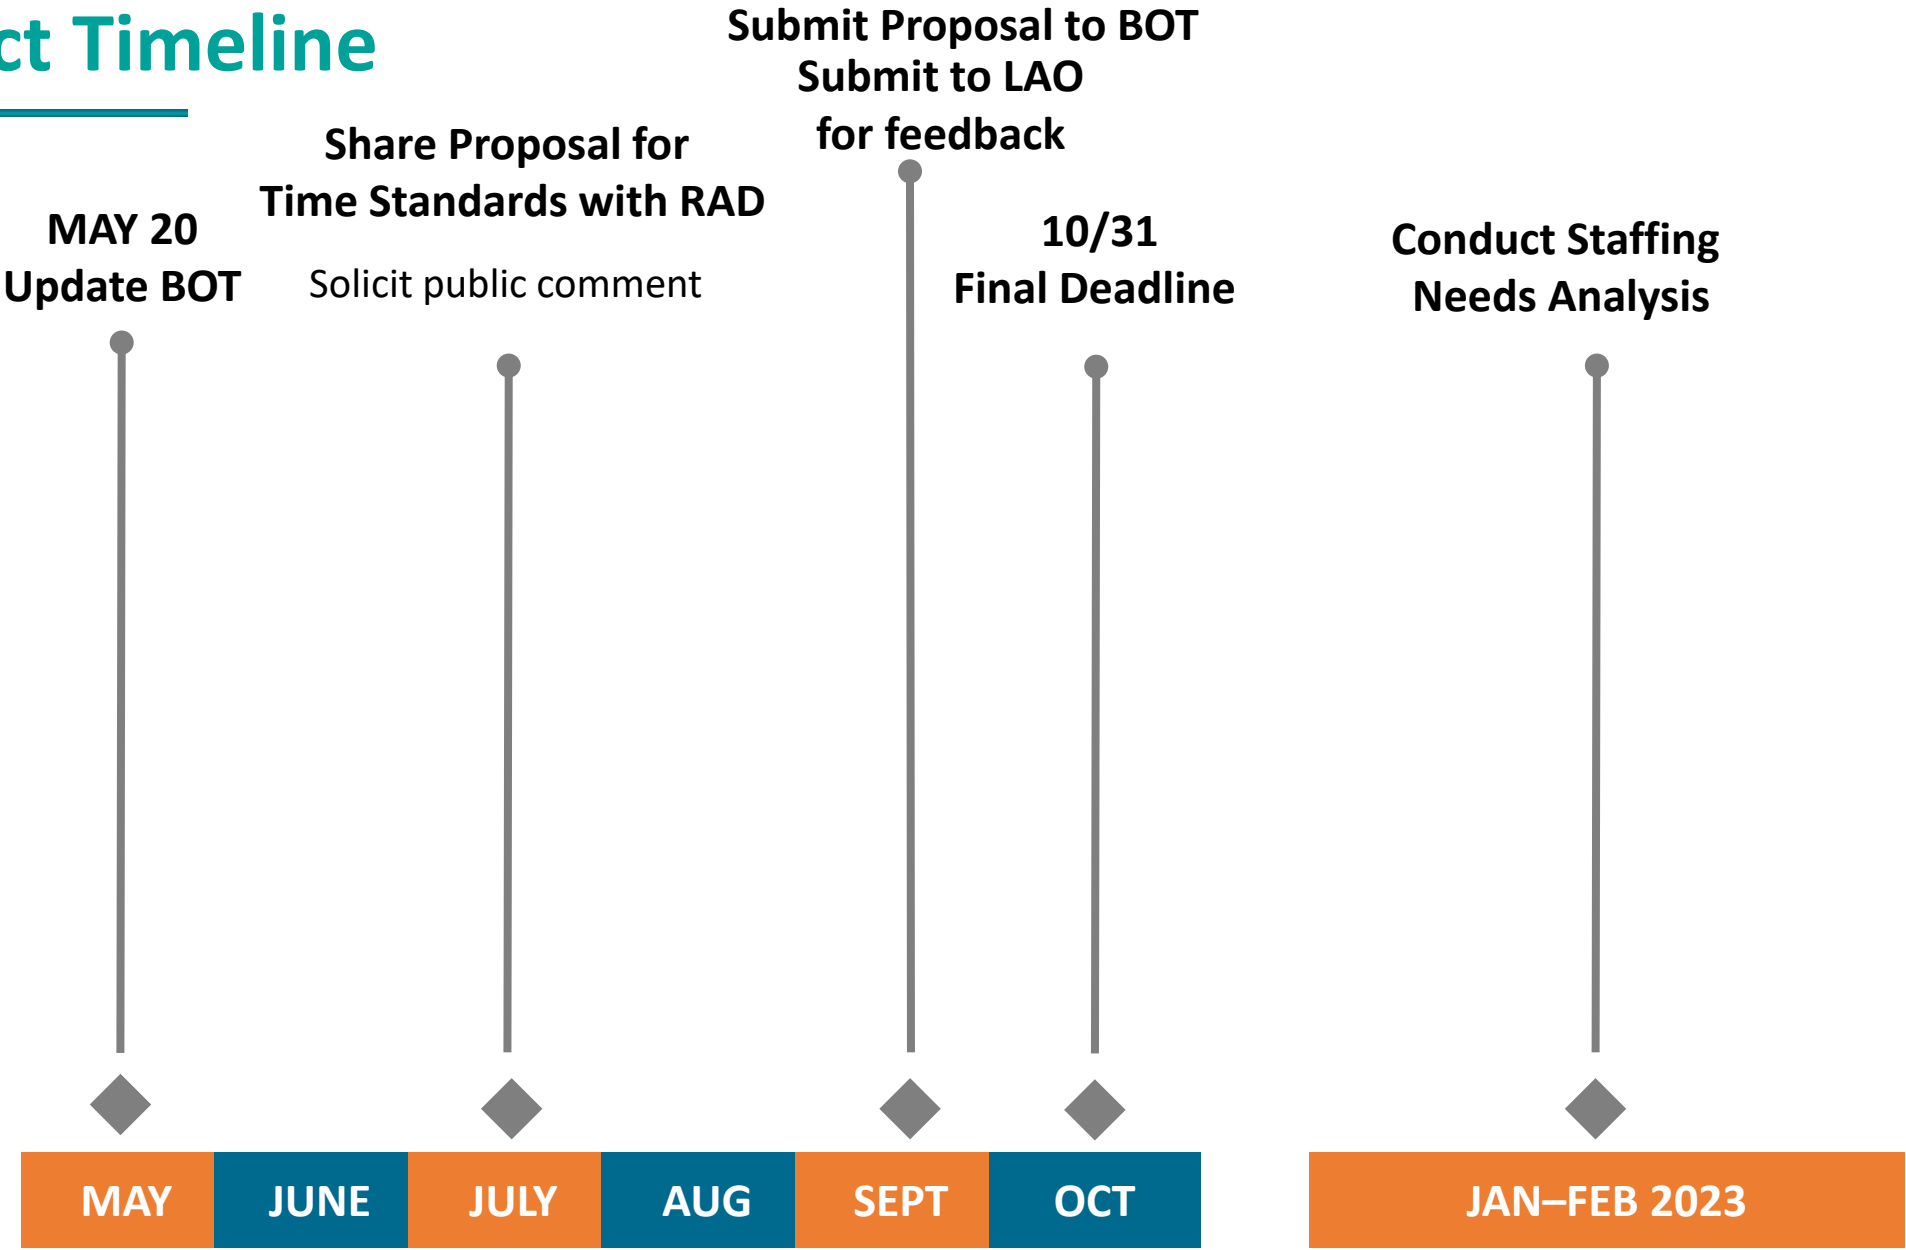 ct Timeline
Submit Proposal to BOT
Submit to LAO
for feedback
Share Proposal for
Time Standards with RAD
Solicit public comment
MAY 20
Update BOT
10/31
Final Deadline
Conduct Staffing
Needs Analysis
MAY
JUNE
JULY
AUG
SEPT
OCT
JAN–FEB 2023